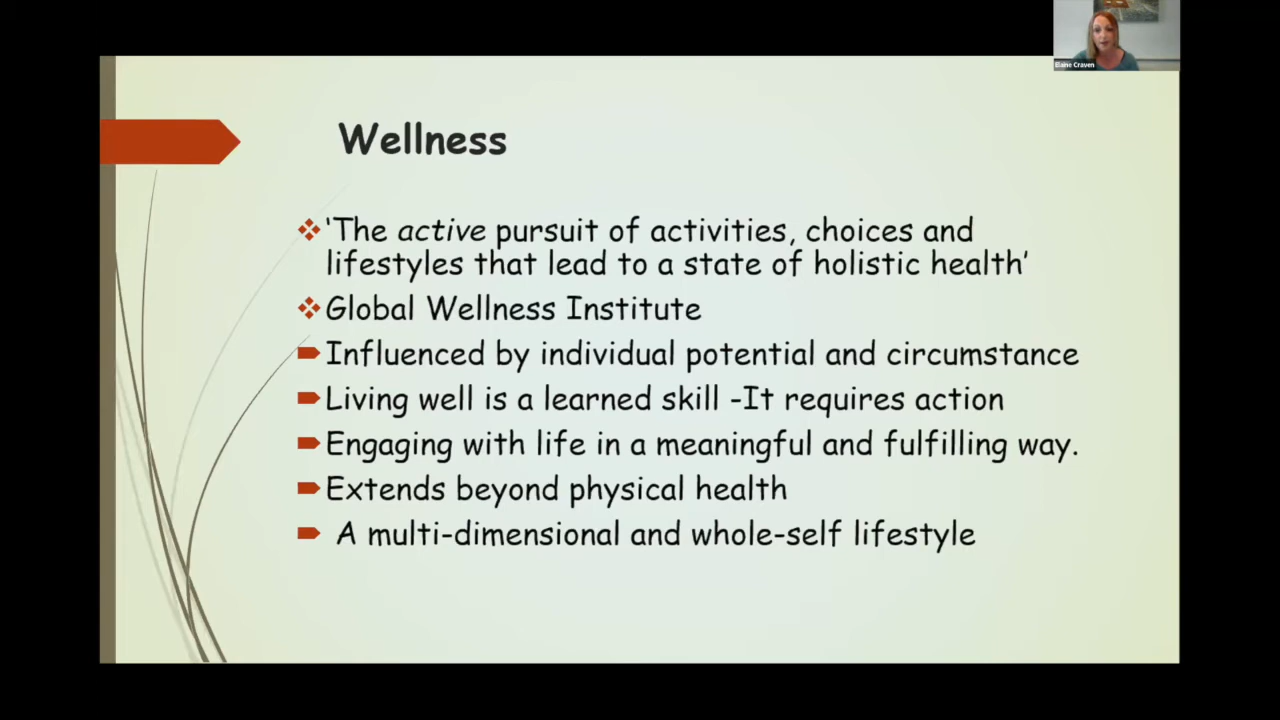 Elaine Craven
Wellness
'The active pursuit of activities, choices and
lifestyles that lead to a state of holistic health'
Global Wellness Institute
Influenced by individual potential and circumstance
Living well is a learned skill -It requires action
Engaging with life in a meaningful and fulfilling way.
Extends beyond physical health
A multi-dimensional and whole-self lifestyle